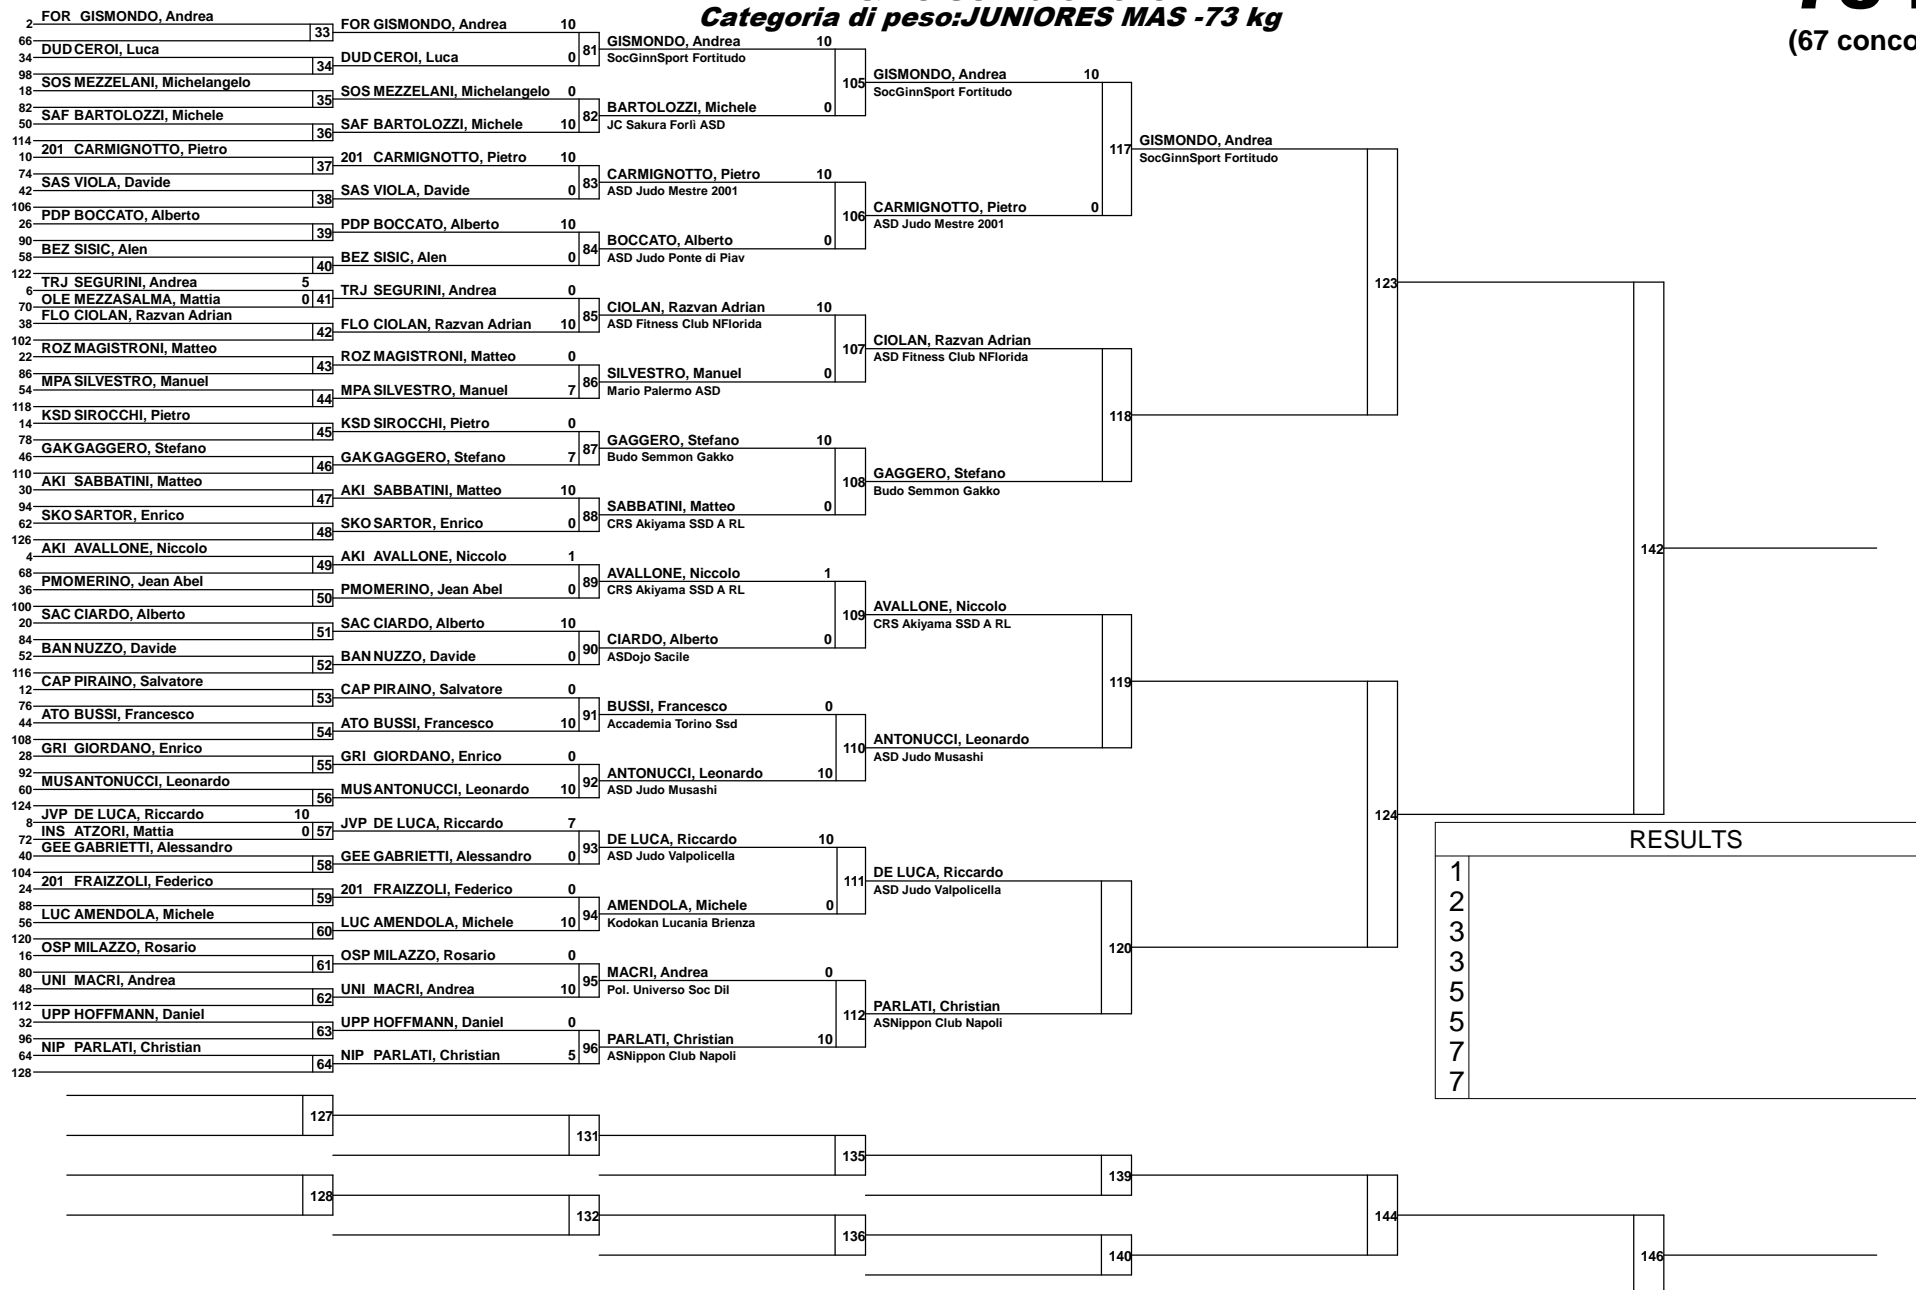 Categoria di peso:JUNIORES MAS -73 kg
(67 conco
2 FOR GISMONDO, Andrea
66 33
34 DUD CEROI, Luca
98 34
18 SOS MEZZELANI, Michelangelo
82 35
50 SAF BARTOLOZZI, Michele
114 36
10 201 CARMIGNOTTO, Pietro
74 37
42 SAS VIOLA, Davide
106 38
26 PDP BOCCATO, Alberto
90 39
58 BEZ SISIC, Alen
122 40
6 TRJ SEGURINI, Andrea 5
70 OLE MEZZASALMA, Mattia 0 41
38 FLO CIOLAN, Razvan Adrian
102 42
22 ROZ MAGISTRONI, Matteo
86 43
54 MPA SILVESTRO, Manuel
118 44
14 KSD SIROCCHI, Pietro
78 45
46 GAK GAGGERO, Stefano
110 46
30 AKI SABBATINI, Matteo
94 47
62 SKO SARTOR, Enrico
126 48
4 AKI AVALLONE, Niccolo
68 49
36 PMO MERINO, Jean Abel
100 50
20 SAC CIARDO, Alberto
84 51
52 BAN NUZZO, Davide
116 52
12 CAP PIRAINO, Salvatore
76 53
44 ATO BUSSI, Francesco
108 54
28 GRI GIORDANO, Enrico
92 55
60 MUS ANTONUCCI, Leonardo
124 56
8 JVP DE LUCA, Riccardo 10
72 INS ATZORI, Mattia 0 57
40 GEE GABRIETTI, Alessandro
104 58
24 201 FRAIZZOLI, Federico
88 59
56 LUC AMENDOLA, Michele
120 60
16 OSP MILAZZO, Rosario
80 61
48 UNI MACRI, Andrea
112 62
32 UPP HOFFMANN, Daniel
96 63
64 NIP PARLATI, Christian
128 64
FOR GISMONDO, Andrea 10
DUD CEROI, Luca 0 81
SOS MEZZELANI, Michelangelo 0
SAF BARTOLOZZI, Michele 10 82
201 CARMIGNOTTO, Pietro 10
SAS VIOLA, Davide 0 83
PDP BOCCATO, Alberto 10
BEZ SISIC, Alen 0 84
TRJ SEGURINI, Andrea 0
FLO CIOLAN, Razvan Adrian 10 85
ROZ MAGISTRONI, Matteo 0
MPA SILVESTRO, Manuel 7 86
KSD SIROCCHI, Pietro 0
GAK GAGGERO, Stefano 7 87
AKI SABBATINI, Matteo 10
SKO SARTOR, Enrico 0 88
AKI AVALLONE, Niccolo 1
PMO MERINO, Jean Abel 0 89
SAC CIARDO, Alberto 10
BAN NUZZO, Davide 0 90
CAP PIRAINO, Salvatore 0
ATO BUSSI, Francesco 10 91
GRI GIORDANO, Enrico 0
MUS ANTONUCCI, Leonardo 10 92
JVP DE LUCA, Riccardo 7
GEE GABRIETTI, Alessandro 0 93
201 FRAIZZOLI, Federico 0
LUC AMENDOLA, Michele 10 94
OSP MILAZZO, Rosario 0
UNI MACRI, Andrea 10 95
UPP HOFFMANN, Daniel 0
NIP PARLATI, Christian 5 96
GISMONDO, Andrea 10
SocGinnSport Fortitudo
105
BARTOLOZZI, Michele 0
JC Sakura Forlì ASD
CARMIGNOTTO, Pietro 10
ASD Judo Mestre 2001
106
BOCCATO, Alberto 0
ASD Judo Ponte di Piav
CIOLAN, Razvan Adrian 10
ASD Fitness Club NFlorida
107
SILVESTRO, Manuel 0
Mario Palermo ASD
GAGGERO, Stefano 10
Budo Semmon Gakko
108
SABBATINI, Matteo 0
CRS Akiyama SSD A RL
AVALLONE, Niccolo 1
CRS Akiyama SSD A RL
109
CIARDO, Alberto 0
ASDojo Sacile
BUSSI, Francesco 0
Accademia Torino Ssd
110
ANTONUCCI, Leonardo 10
ASD Judo Musashi
DE LUCA, Riccardo 10
ASD Judo Valpolicella
111
AMENDOLA, Michele 0
Kodokan Lucania Brienza
MACRI, Andrea 0
Pol. Universo Soc Dil
112
PARLATI, Christian 10
ASNippon Club Napoli
GISMONDO, Andrea 10
SocGinnSport Fortitudo
117
CARMIGNOTTO, Pietro 0
ASD Judo Mestre 2001
CIOLAN, Razvan Adrian
ASD Fitness Club NFlorida
118
GAGGERO, Stefano
Budo Semmon Gakko
AVALLONE, Niccolo
CRS Akiyama SSD A RL
119
ANTONUCCI, Leonardo
ASD Judo Musashi
DE LUCA, Riccardo
ASD Judo Valpolicella
120
PARLATI, Christian
ASNippon Club Napoli
GISMONDO, Andrea
SocGinnSport Fortitudo
123
124
142
RESULTS
1
2
3
3
5
5
7
7
127
128
131
132
135
136
139
140
144
146